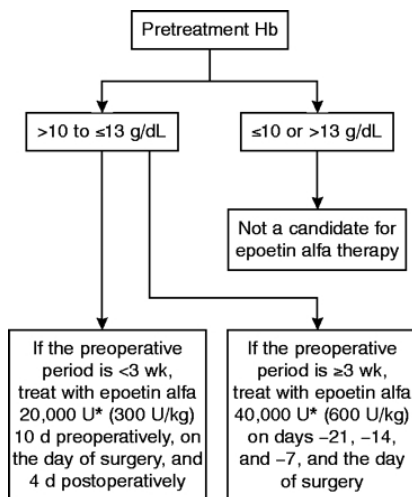 Pretreatment Hb
>10 to ≤13 g/dL
≤10 or >13 g/dL
Not a candidate for
epoetin alfa therapy
If the preoperative
period is <3 wk,
treat with epoetin alfa
20,000 U* (300 U/kg)
10 d preoperatively, on
the day of surgery, and
4 d postoperatively
If the preoperative
period is ≥3 wk,
treat with epoetin alfa
40,000 U* (600 U/kg)
on days −21, −14,
and −7, and the day
of surgery